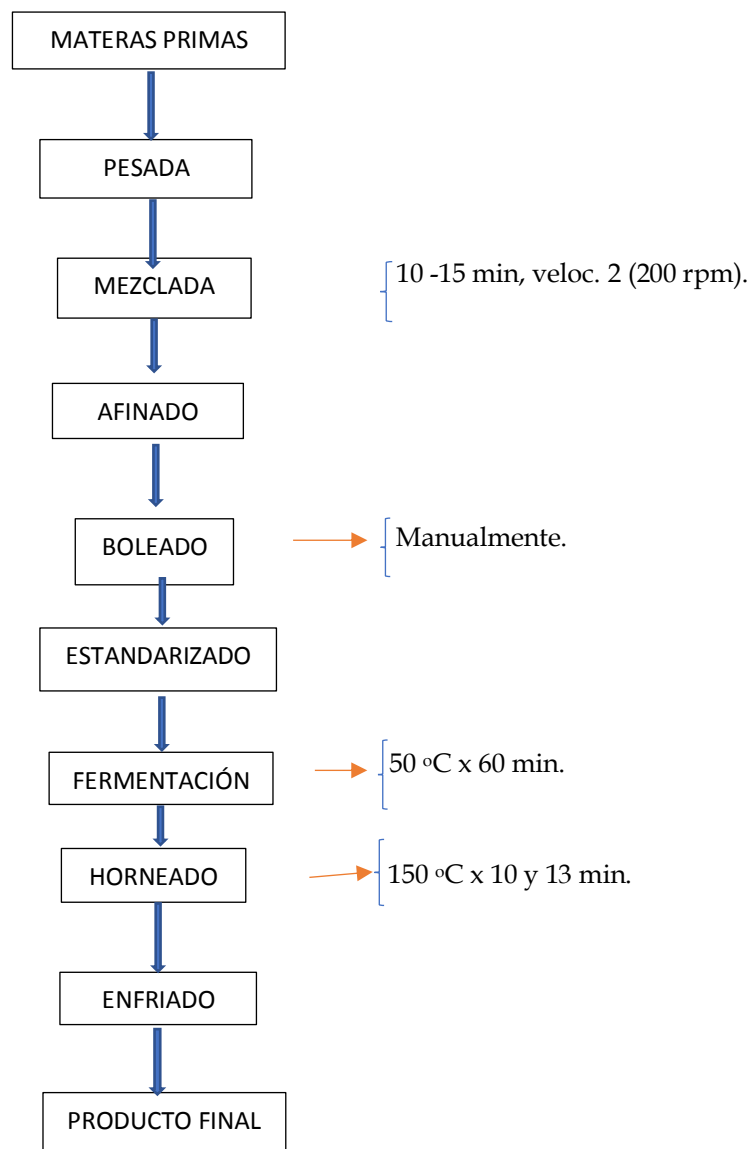 MATERAS PRIMAS
PESADA
MEZCLADA
10 -15 min, veloc. 2 (200 rpm).
AFINADO
BOLEADO
Manualmente.
ESTANDARIZADO
FERMENTACIÓN
50 ºC x 60 min.
HORNEADO
150 ºC x 10 y 13 min.
ENFRIADO
PRODUCTO FINAL